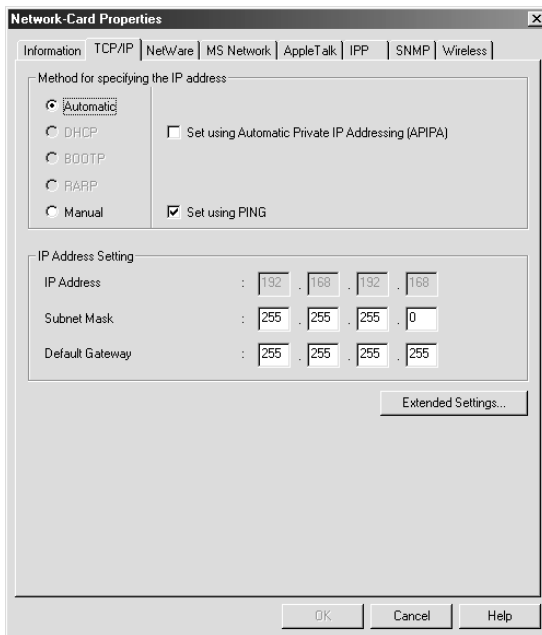 Network-Card Properties
Information TCP/IP NetWare MS Network AppleTalk IPP SNMP Wireless
Method for specifying the IP address
Automatic
DHCP Set using Automatic Private IP Addressing (APIPA)
BOOTP
RARP
Manual Set using PING
IP Address Setting
IP Address : 192 . 168 . 192 . 168
Subnet Mask : 255 . 255 . 255 . 0
Default Gateway : 255 . 255 . 255 . 255
Extended Settings...
OK Cancel Help